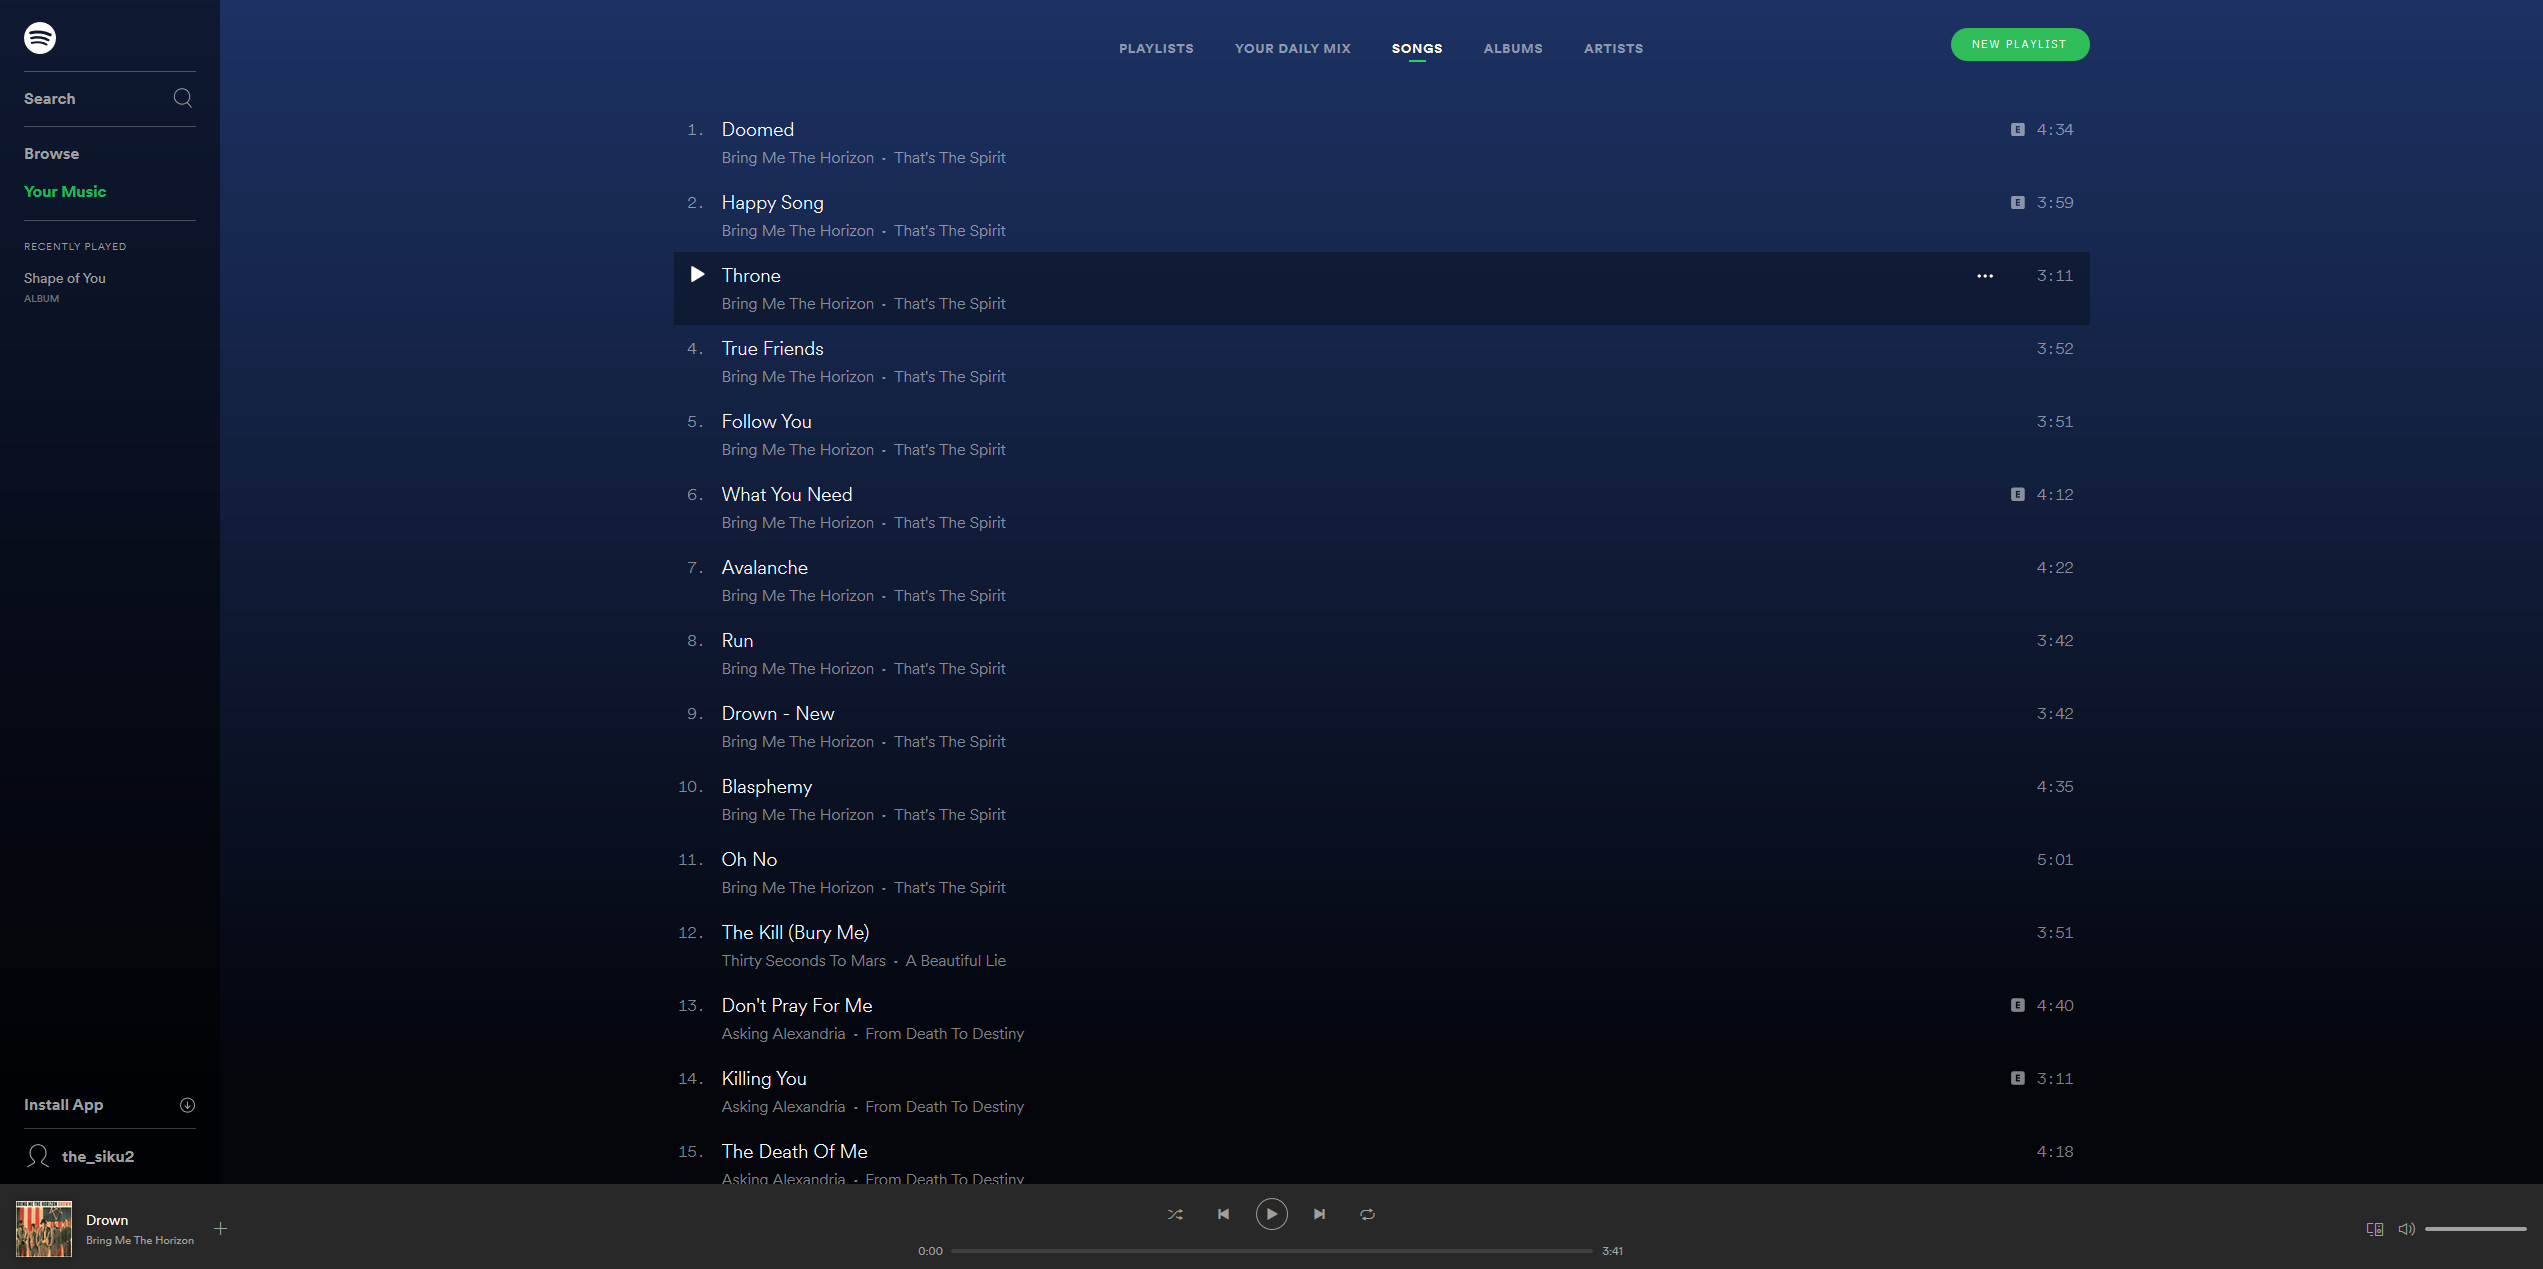 Search
Browse
Your Music
RECENTLY PLAYED
Shape of You
ALBUM
Install App
the_siku2
PLAYLISTS YOUR DAILY MIX SONGS ALBUMS ARTISTS NEW PLAYLIST
1. Doomed E 4:34
Bring Me The Horizon • That's The Spirit
2. Happy Song E 3:59
Bring Me The Horizon • That's The Spirit
Throne ••• 3:11
Bring Me The Horizon • That's The Spirit
4. True Friends 3:52
Bring Me The Horizon • That's The Spirit
5. Follow You 3:51
Bring Me The Horizon • That's The Spirit
6. What You Need E 4:12
Bring Me The Horizon • That's The Spirit
7. Avalanche 4:22
Bring Me The Horizon • That's The Spirit
8. Run 3:42
Bring Me The Horizon • That's The Spirit
9. Drown - New 3:42
Bring Me The Horizon • That's The Spirit
10. Blasphemy 4:35
Bring Me The Horizon • That's The Spirit
11. Oh No 5:01
Bring Me The Horizon • That's The Spirit
12. The Kill (Bury Me) 3:51
Thirty Seconds To Mars • A Beautiful Lie
13. Don't Pray For Me E 4:40
Asking Alexandria • From Death To Destiny
14. Killing You E 3:11
Asking Alexandria • From Death To Destiny
15. The Death Of Me 4:18
Asking Alexandria • From Death To Destiny
BRING ME THE HORIZON DROWN
Drown
Bring Me The Horizon
0:00 3:41